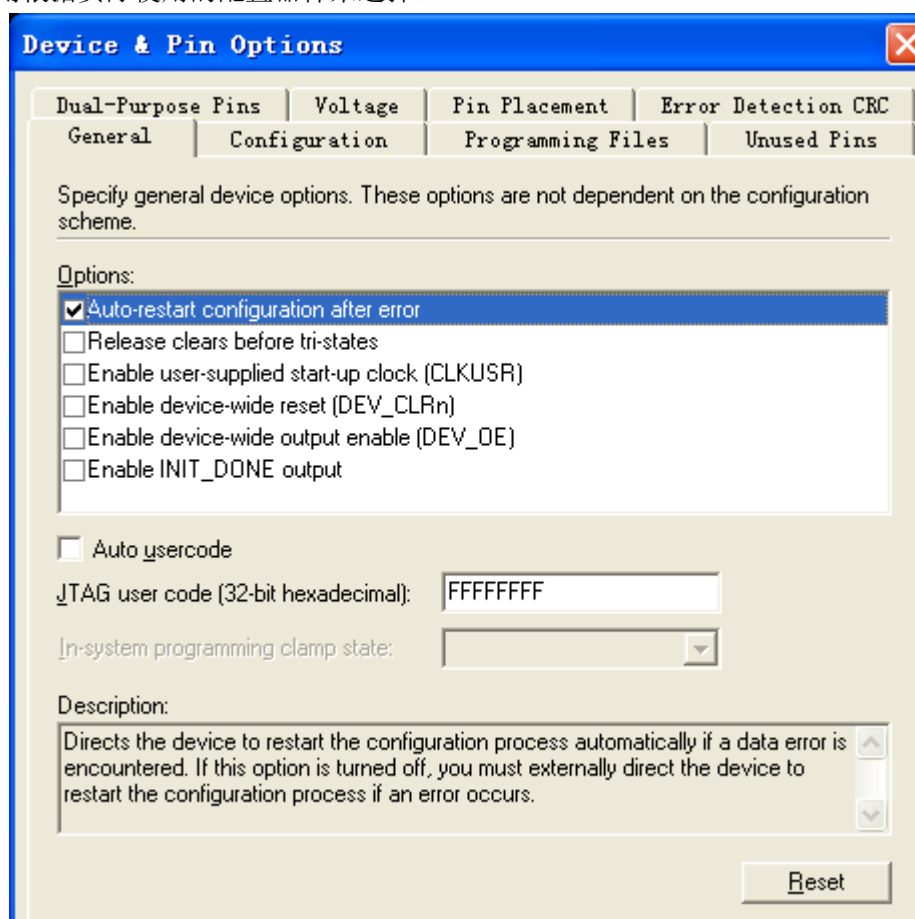 Device & Pin Options
Dual-Purpose Pins Voltage Pin Placement Error Detection CRC
General Configuration Programming Files Unused Pins
Specify general device options. These options are not dependent on the configuration
scheme.
Options:
Auto-restart configuration after error
Release clears before tri-states
Enable user-supplied start-up clock (CLKUSR)
Enable device-wide reset (DEV_CLRn)
Enable device-wide output enable (DEV_OE)
Enable INIT_DONE output
Auto usercode
JTAG user code (32-bit hexadecimal): FFFFFFFF
In-system programming clamp state:
Description:
Directs the device to restart the configuration process automatically if a data error is
encountered. If this option is turned off, you must externally direct the device to
restart the configuration process if an error occurs.
Reset